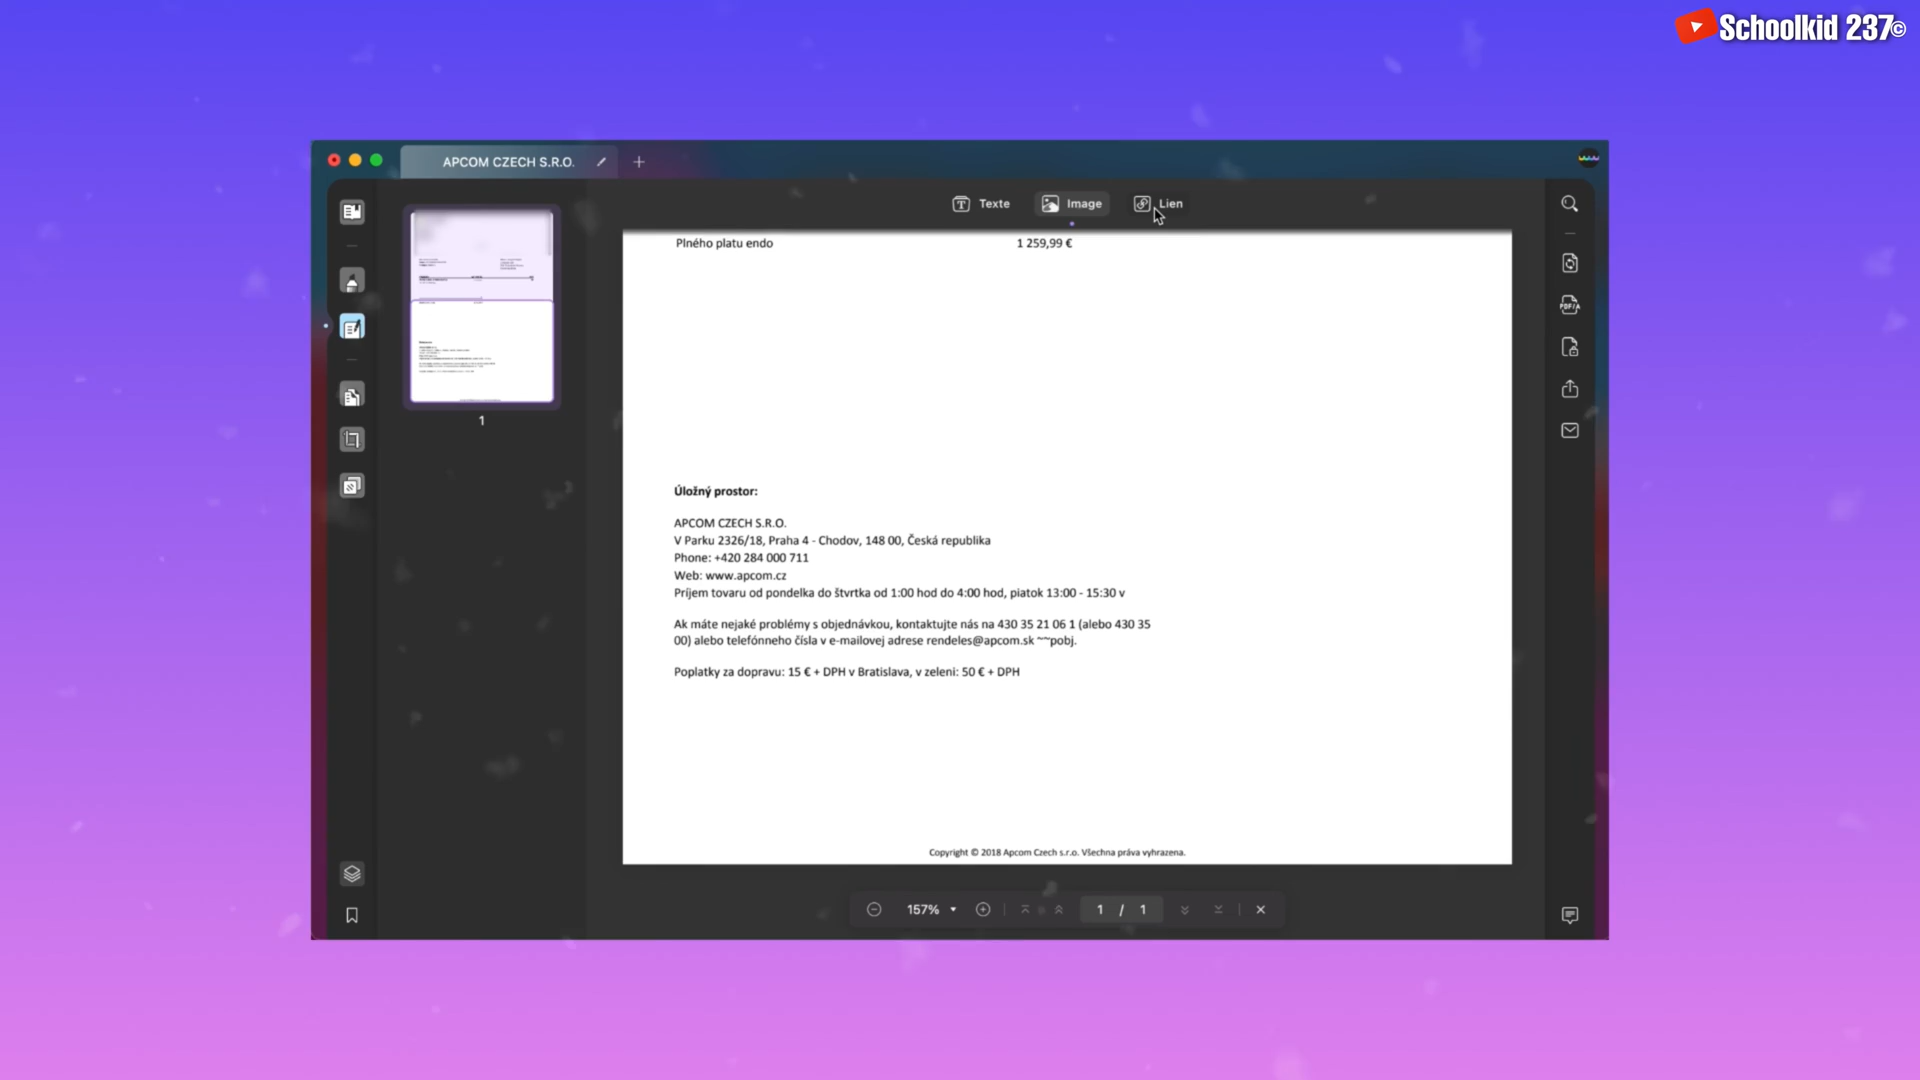 Schoolkid 237©
APCOM CZECH S.R.O.
Texte
Image
Lien
Plného platu endo 1 259,99 €
1
Úložný prostor:
APCOM CZECH S.R.O.
V Parku 2326/18, Praha 4 - Chodov, 148 00, Česká republika
Phone: +420 284 000 711
Web: www.apcom.cz
Príjem tovaru od pondelka do štvrtka od 1:00 hod do 4:00 hod, piatok 13:00 - 15:30 v
Ak máte nejaké problémy s objednávkou, kontaktujte nás na 430 35 21 06 1 (alebo 430 35
00) alebo telefónneho čísla v e-mailovej adrese rendeles@apcom.sk ~~pobj.
Poplatky za dopravu: 15 € + DPH v Bratislava, v zeleni: 50 € + DPH
Copyright © 2018 Apcom Czech s.r.o. Všechna práva vyhrazena.
157%
1 / 1
PDF/A